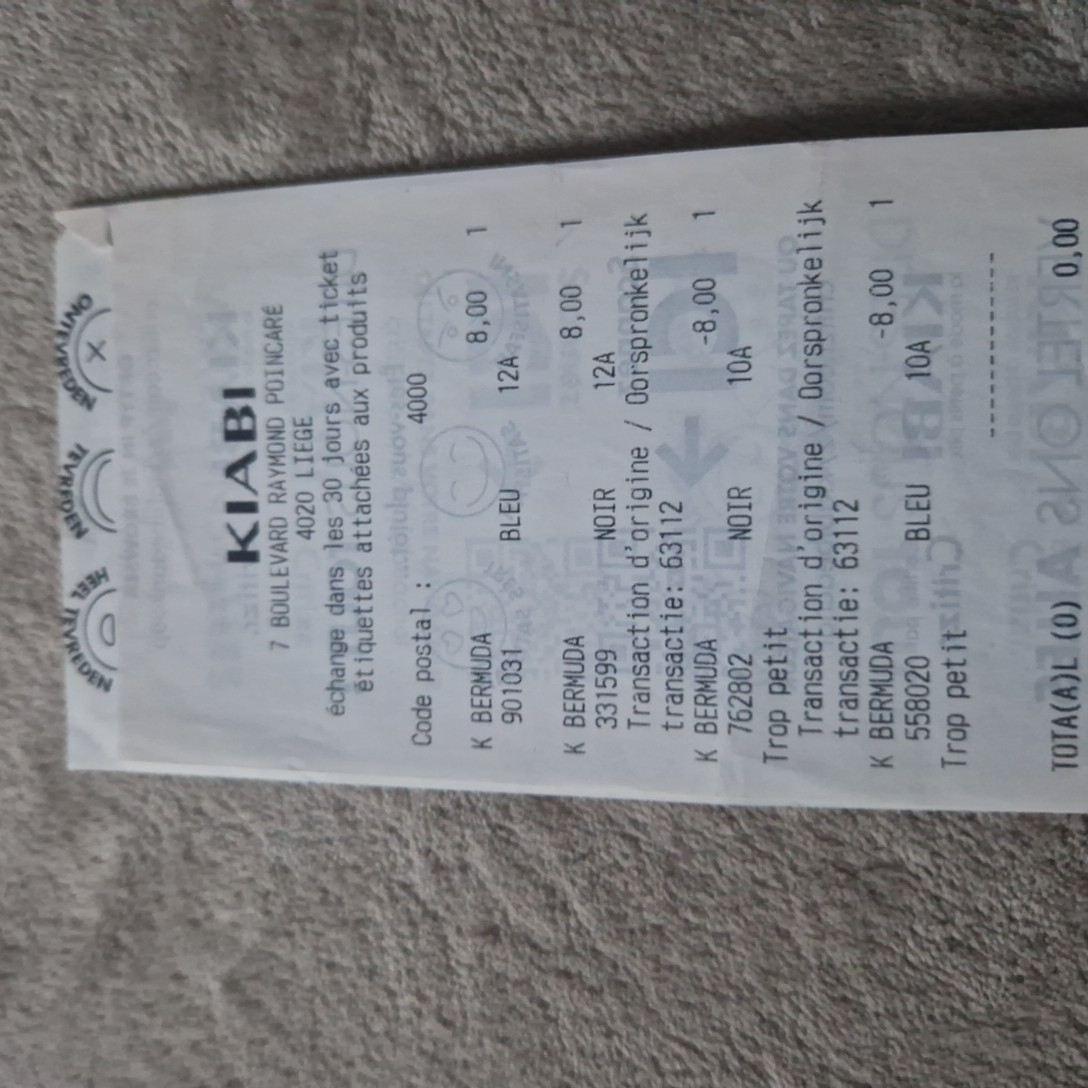 HEEL TEVREDEN
TEVREDEN
KIABI
7 BOULEVARD RAYMOND POINCARÉ
4020 LIEGE
échange dans les 30 jours avec ticket
étiquettes attachées aux produits
Code postal : 4000
K BERMUDA 8,00 1
901031 BLEU 12A
K BERMUDA 8,00 1
331599 NOIR 12A
Transaction d'origine / Oorspronkelijk
transactie: 63112
K BERMUDA -8,00 1
762802 NOIR 10A
Trop petit
Transaction d'origine / Oorspronkelijk
transactie: 63112
K BERMUDA -8,00 1
558020 BLEU 10A
Trop petit
--------------
TOTA(A)L (0) 0,00